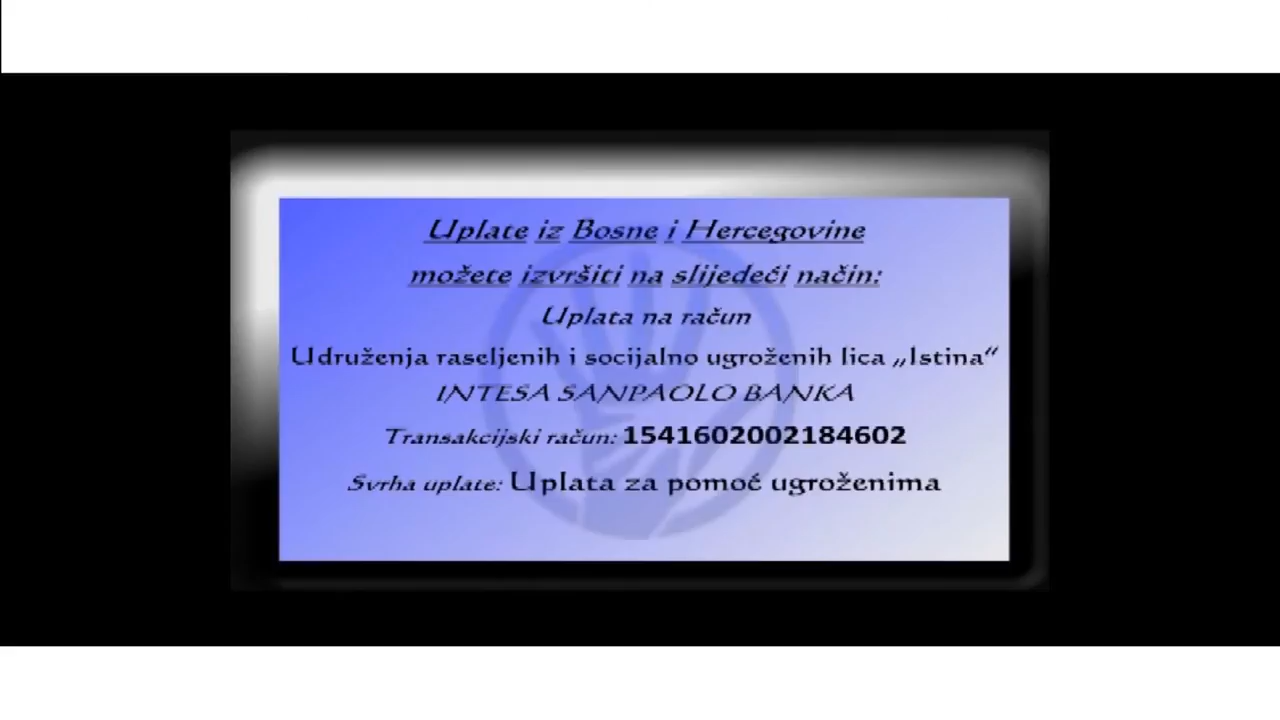 Uplate iz Bosne i Hercegovine
možete izvršiti na slijedeći način:
Uplata na račun
Udruženja raseljenih i socijalno ugroženih lica „Istina“
INTESA SANPAOLO BANKA
Transakcijski račun: 1541602002184602
Svrha uplate: Uplata za pomoć ugroženima